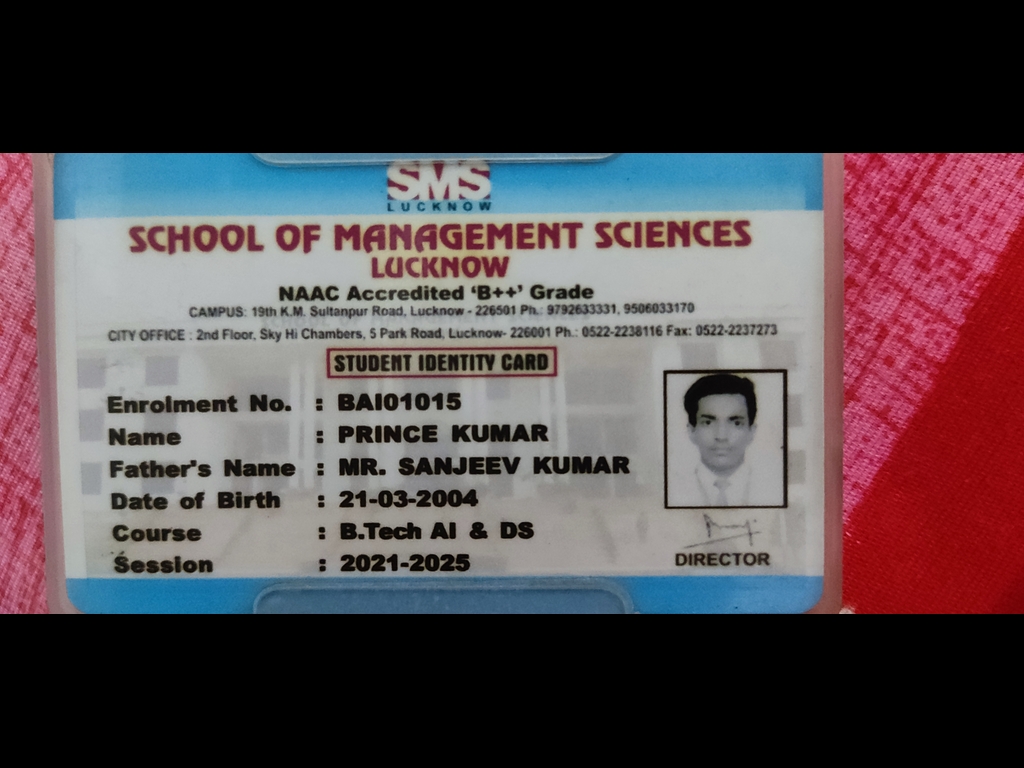 SMS
LUCKNOW
SCHOOL OF MANAGEMENT SCIENCES
LUCKNOW
NAAC Accredited ‘B++’ Grade
CAMPUS: 19th K.M. Sultanpur Road, Lucknow - 226501 Ph.: 9792633331, 9506033170
CITY OFFICE : 2nd Floor, Sky Hi Chambers, 5 Park Road, Lucknow- 226001 Ph.: 0522-2238116 Fax: 0522-2237273
STUDENT IDENTITY CARD
Enrolment No. : BAI01015
Name : PRINCE KUMAR
Father's Name : MR. SANJEEV KUMAR
Date of Birth : 21-03-2004
Course : B.Tech AI & DS
Session : 2021-2025
DIRECTOR